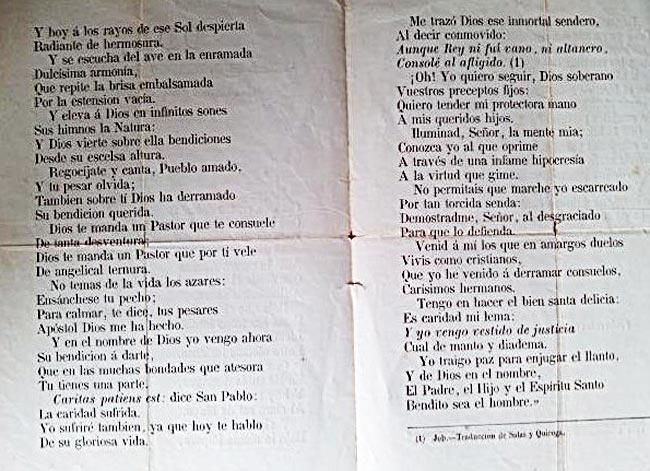 Y hoy á los rayos de ese Sol despierta
Radiante de hermosura.
Y se escucha del ave en la enramada
Dulcísima armonía,
Que repite la brisa embalsamada
Por la estension vacía.
Y eleva á Dios en infinitos sones
Sus himnos la Natura:
Y Dios vierte sobre ella bendiciones
Desde su escelsa altura.
Regocíjate y canta, Pueblo amado,
Y tu pesar olvida;
Tambien sobre tí Dios ha derramado
Su bendicion querida.
Dios te manda un Pastor que te consuele
De tanta desventura;
Dios te manda un Pastor que por tí vele
De angelical ternura.
No temas de la vida los azares:
Ensánchese tu pecho;
Para calmar, te dice, tus pesares
Apóstol Dios me ha hecho.
Y en el nombre de Dios yo vengo ahora
Su bendicion á darte,
Que en las muchas bondades que atesora
Tu tienes una parte.
Caritas patiens est: dice San Pablo:
La caridad sufrida.
Yo sufriré tambien, ya que hoy te hablo
De su gloriosa vida.
Me trazó Dios ese inmortal sendero,
Al decir conmovido:
Aunque Rey ni fuí vano, ni altanero,
Consolé al afligido. (1)
¡Oh! Yo quiero seguir, Dios soberano
Vuestros preceptos fijos:
Quiero tender mi protectora mano
A mis queridos hijos.
Iluminad, Señor, la mente mia;
Conozca yo al que oprime
A través de una infame hipocresía
A la virtud que gime.
No permitais que marche yo escarreado
Por tan torcida senda:
Demostradme, Señor, al desgraciado
Para que lo defienda.
Venid á mí los que en amargos duelos
Vivis como cristianos,
Que yo he venido á derramar consuelos,
Carísimos hermanos.
Tengo en hacer el bien santa delicia:
Es caridad mi lema;
Y yo vengo vestido de justicia
Cual de manto y diadema.
Yo traigo paz para enjugar el llanto,
Y de Dios en el nombre,
El Padre, el Hijo y el Espíritu Santo
Bendito sea el hombre.»
(1) Job.—Traduccion de Salas y Quiroga.